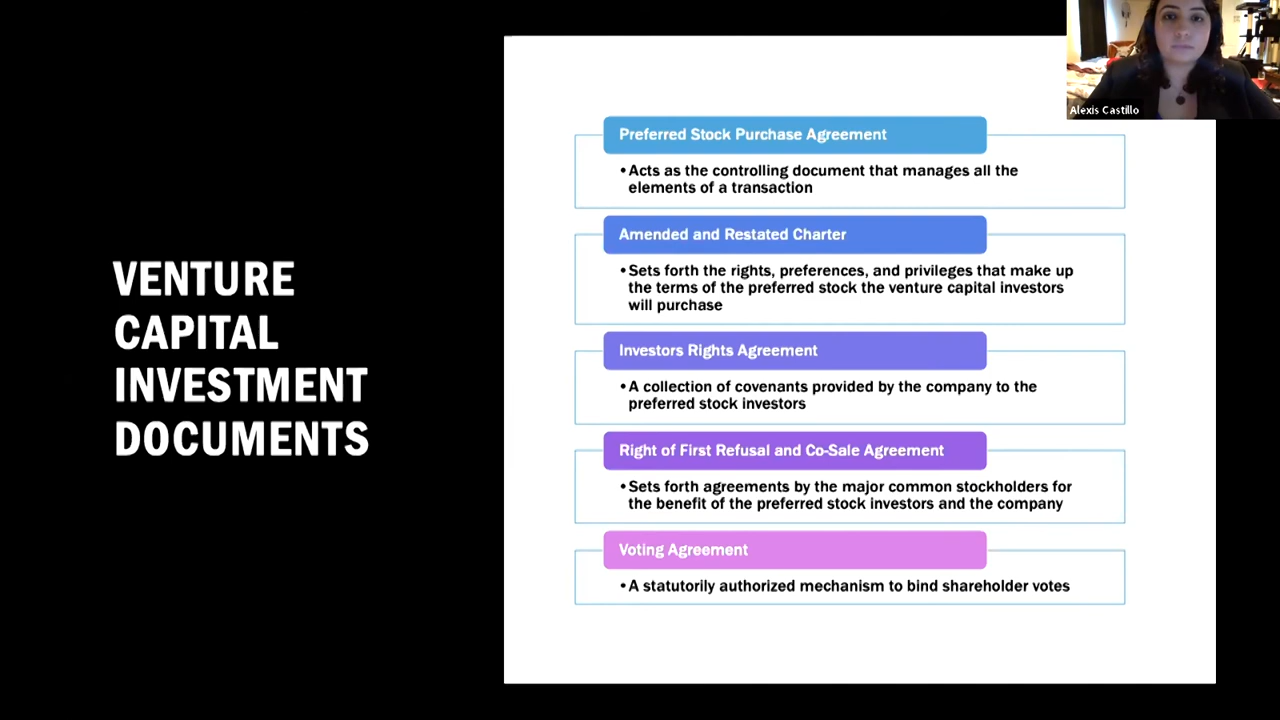 VENTURE
CAPITAL
INVESTMENT
DOCUMENTS
Preferred Stock Purchase Agreement
•Acts as the controlling document that manages all the
elements of a transaction
Amended and Restated Charter
•Sets forth the rights, preferences, and privileges that make up
the terms of the preferred stock the venture capital investors
will purchase
Investors Rights Agreement
•A collection of covenants provided by the company to the
preferred stock investors
Right of First Refusal and Co-Sale Agreement
•Sets forth agreements by the major common stockholders for
the benefit of the preferred stock investors and the company
Voting Agreement
•A statutorily authorized mechanism to bind shareholder votes
Alexis Castillo